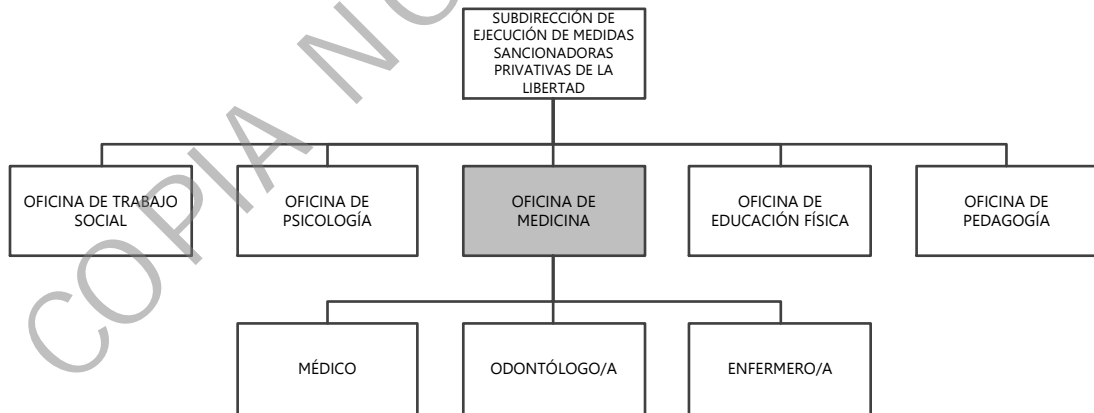 SUBDIRECCIÓN DE
EJECUCIÓN DE MEDIDAS
SANCIONADORAS
PRIVATIVAS DE LA
LIBERTAD
OFICINA DE TRABAJO
SOCIAL
OFICINA DE
PSICOLOGÍA
OFICINA DE
MEDICINA
OFICINA DE
EDUCACIÓN FÍSICA
OFICINA DE
PEDAGOGÍA
MÉDICO
ODONTÓLOGO/A
ENFERMERO/A
COPIA NO